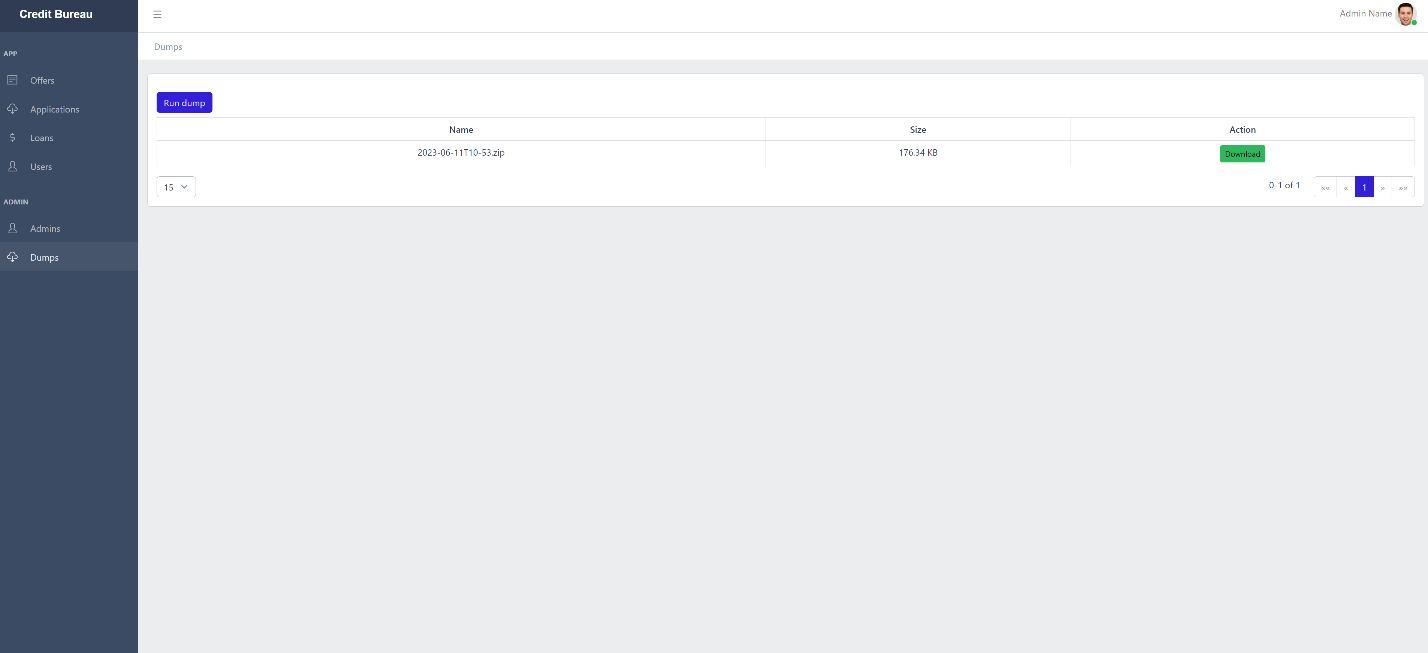 Credit Bureau
☰
Admin Name
APP
Offers
Applications
Loans
Users
ADMIN
Admins
Dumps
Dumps
Run dump
Name Size Action
2023-06-11T10-53.zip 176.34 KB Download
15
0-1 of 1 «« « 1 » »»